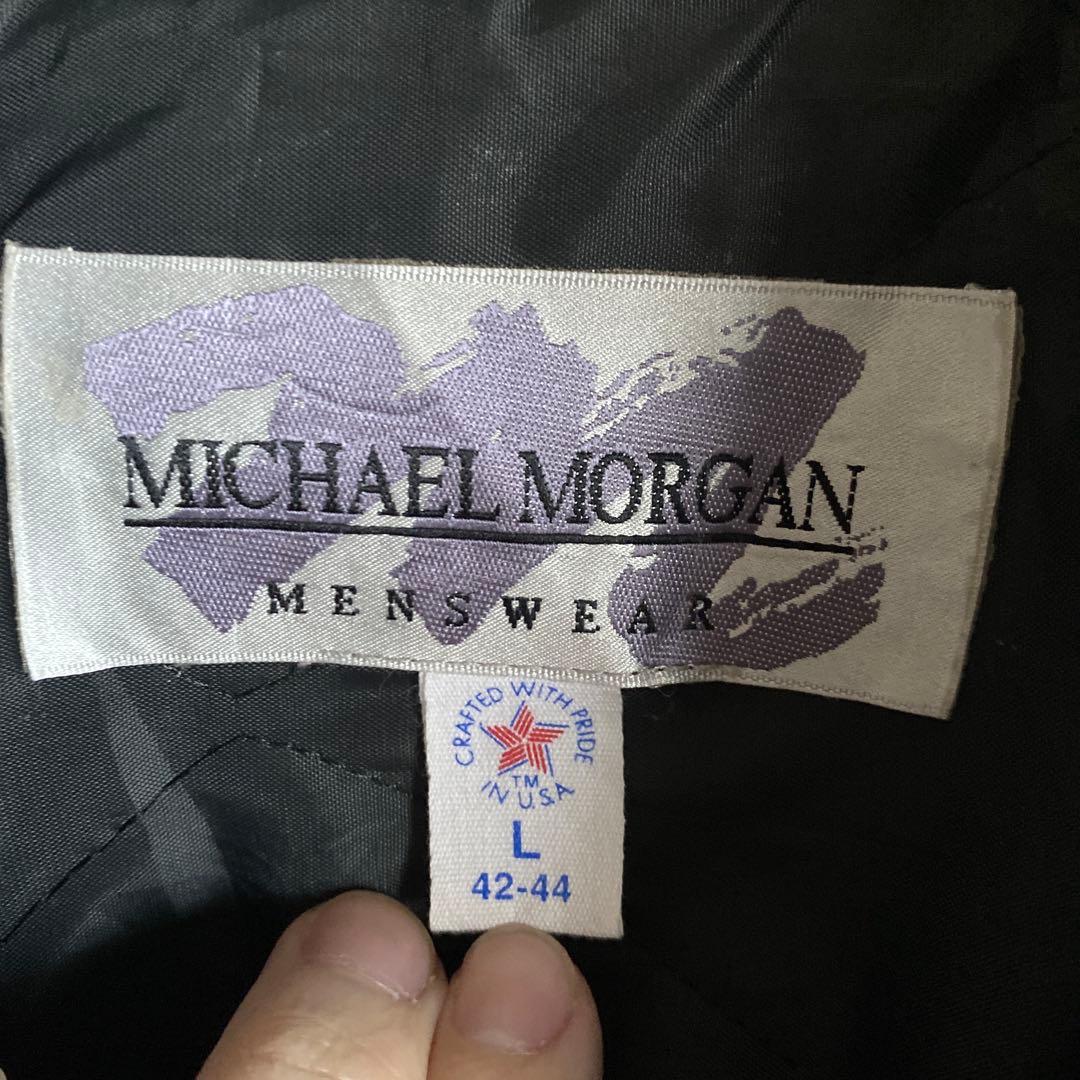 MICHAEL MORGAN
MENSWEAR
CRAFTED WITH PRIDE
TM
IN U.S.A
L
42-44